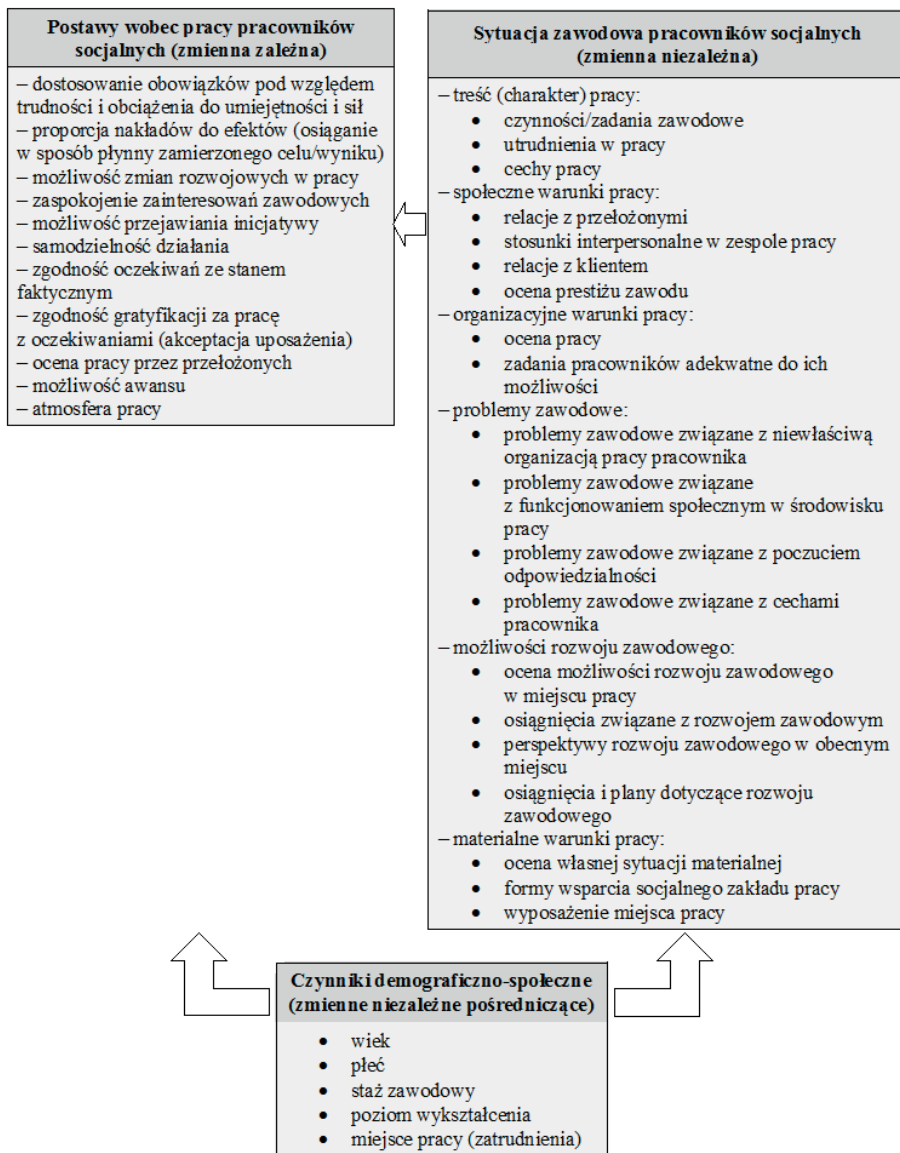 Postawy wobec pracy pracowników
socjalnych (zmienna zależna)
– dostosowanie obowiązków pod względem
trudności i obciążenia do umiejętności i sił
– proporcja nakładów do efektów (osiąganie
w sposób płynny zamierzonego celu/wyniku)
– możliwość zmian rozwojowych w pracy
– zaspokojenie zainteresowań zawodowych
– możliwość przejawiania inicjatywy
– samodzielność działania
– zgodność oczekiwań ze stanem
faktycznym
– zgodność gratyfikacji za pracę
z oczekiwaniami (akceptacja uposażenia)
– ocena pracy przez przełożonych
– możliwość awansu
– atmosfera pracy
Sytuacja zawodowa pracowników socjalnych
(zmienna niezależna)
– treść (charakter) pracy:
• czynności/zadania zawodowe
• utrudnienia w pracy
• cechy pracy
– społeczne warunki pracy:
• relacje z przełożonymi
• stosunki interpersonalne w zespole pracy
• relacje z klientem
• ocena prestiżu zawodu
– organizacyjne warunki pracy:
• ocena pracy
• zadania pracowników adekwatne do ich
możliwości
– problemy zawodowe:
• problemy zawodowe związane z niewłaściwą
organizacją pracy pracownika
• problemy zawodowe związane
z funkcjonowaniem społecznym w środowisku
pracy
• problemy zawodowe związane z poczuciem
odpowiedzialności
• problemy zawodowe związane z cechami
pracownika
– możliwości rozwoju zawodowego:
• ocena możliwości rozwoju zawodowego
w miejscu pracy
• osiągnięcia związane z rozwojem zawodowym
• perspektywy rozwoju zawodowego w obecnym
miejscu
• osiągnięcia i plany dotyczące rozwoju
zawodowego
– materialne warunki pracy:
• ocena własnej sytuacji materialnej
• formy wsparcia socjalnego zakładu pracy
• wyposażenie miejsca pracy
Czynniki demograficzno-społeczne
(zmienne niezależne pośredniczące)
• wiek
• płeć
• staż zawodowy
• poziom wykształcenia
• miejsce pracy (zatrudnienia)